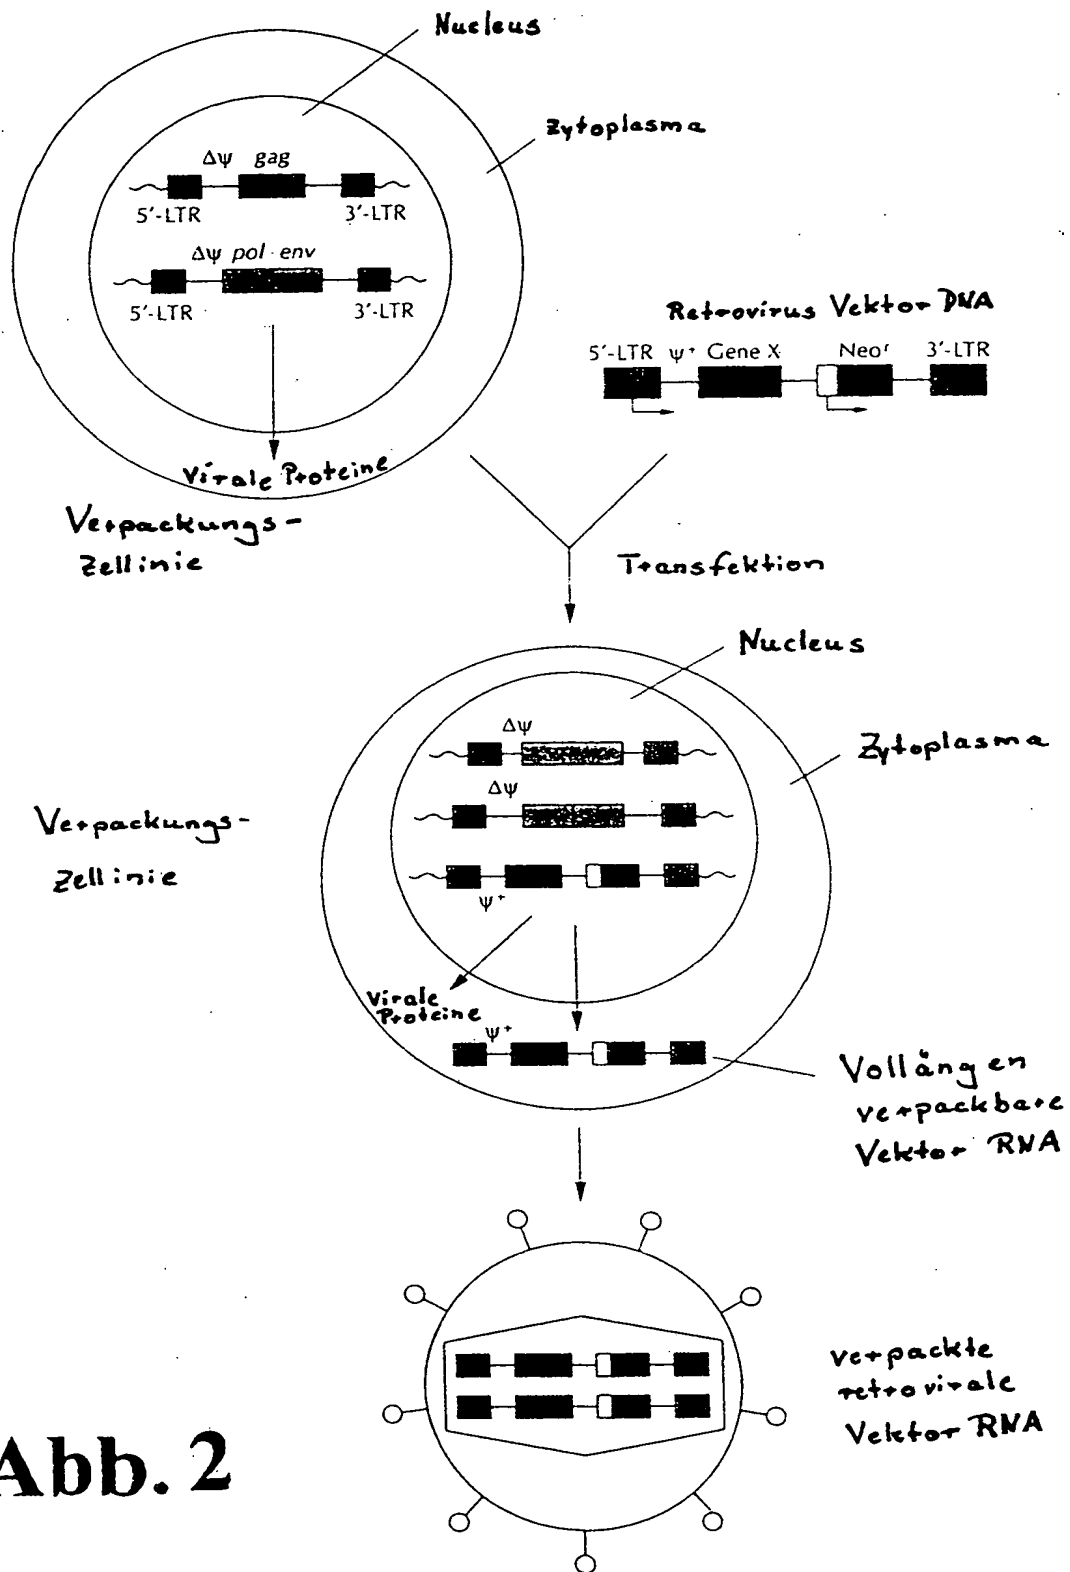 Nucleus
Zytoplasma
Δψ gag
5'-LTR 3'-LTR
Δψ pol · env
5'-LTR 3'-LTR
Virale Proteine
Verpackungs-
Zellinie
Retrovirus Vektor DNA
5'-LTR ψ⁺ Gene X Neoʳ 3'-LTR
Transfektion
Nucleus
Zytoplasma
Δψ
Δψ
ψ⁺
Verpackungs-
Zellinie
Virale
Proteine
ψ⁺
Vollängen
verpackbare
Vektor RNA
verpackte
retrovirale
Vektor RNA
Abb. 2